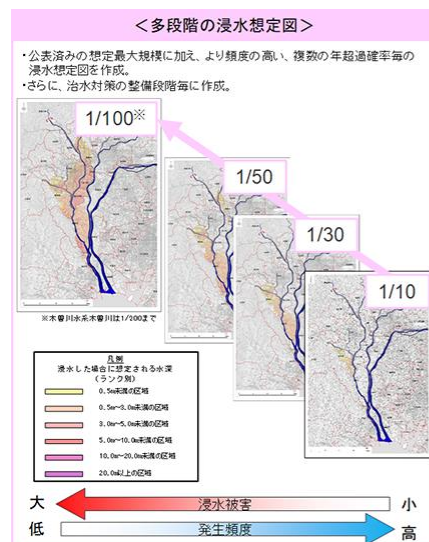 ＜多段階の浸水想定図＞
・公表済みの想定最大規模に加え、より頻度の高い、複数の年超過確率毎の
浸水想定図を作成。
・さらに、治水対策の整備段階毎に作成。
1/100※
1/50
1/30
1/10
※木曽川水系木曽川は1/200まで
凡例
浸水した場合に想定される水深
（ランク別）
0.5m未満の区域
0.5m~3.0m未満の区域
3.0m~5.0m未満の区域
5.0m~10.0m未満の区域
10.0m~20.0m未満の区域
20.0m以上の区域
大 浸水被害 小
低 発生頻度 高